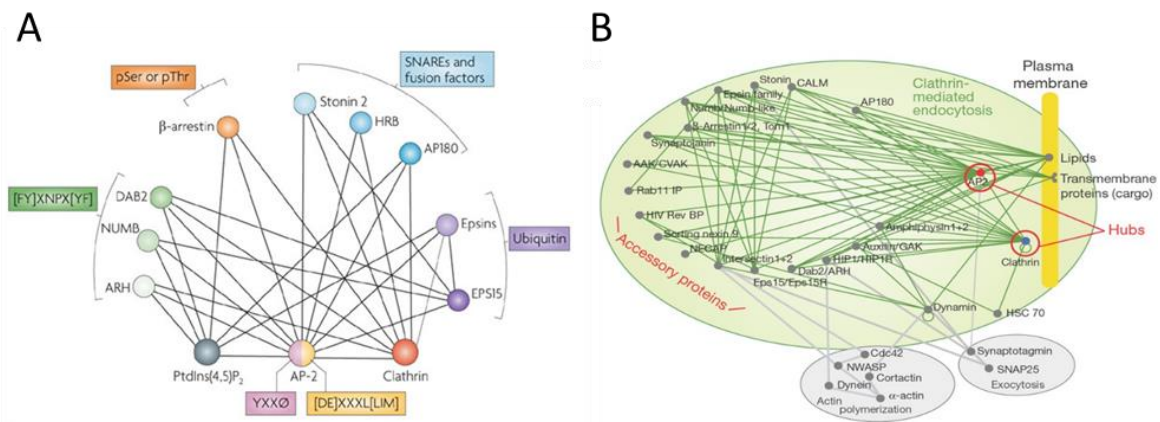 A
pSer or pThr
SNAREs and
fusion factors
Stonin 2
HRB
β-arrestin
AP180
[FY]XNPX[YF]
DAB2
NUMB
ARH
Epsins
Ubiquitin
EPS15
PtdIns(4,5)P2
AP-2
Clathrin
YXXØ
[DE]XXXL[LIM]
B
Plasma
membrane
Clathrin-
mediated
endocytosis
Stonin
CALM
Epsin family
Numb/Numb-like
AP180
β-Arrestin1/2, Tom1
Synaptojanin
AAK/CVAK
Rab11 IP
HIV Rev BP
Sorting nexin 9
NECAP
Intersectin1+2
Eps15/Eps15R
Dab2/ARH
HIP1/HIP1R
Auxilin/GAK
Amphiphysin1+2
AP2
Lipids
Transmembrane
proteins (cargo)
Hubs
Clathrin
Accessory proteins
Dynamin
HSC 70
Cdc42
NWASP
Cortactin
Dynein
α-actin
Actin
polymerization
Synaptotagmin
SNAP25
Exocytosis